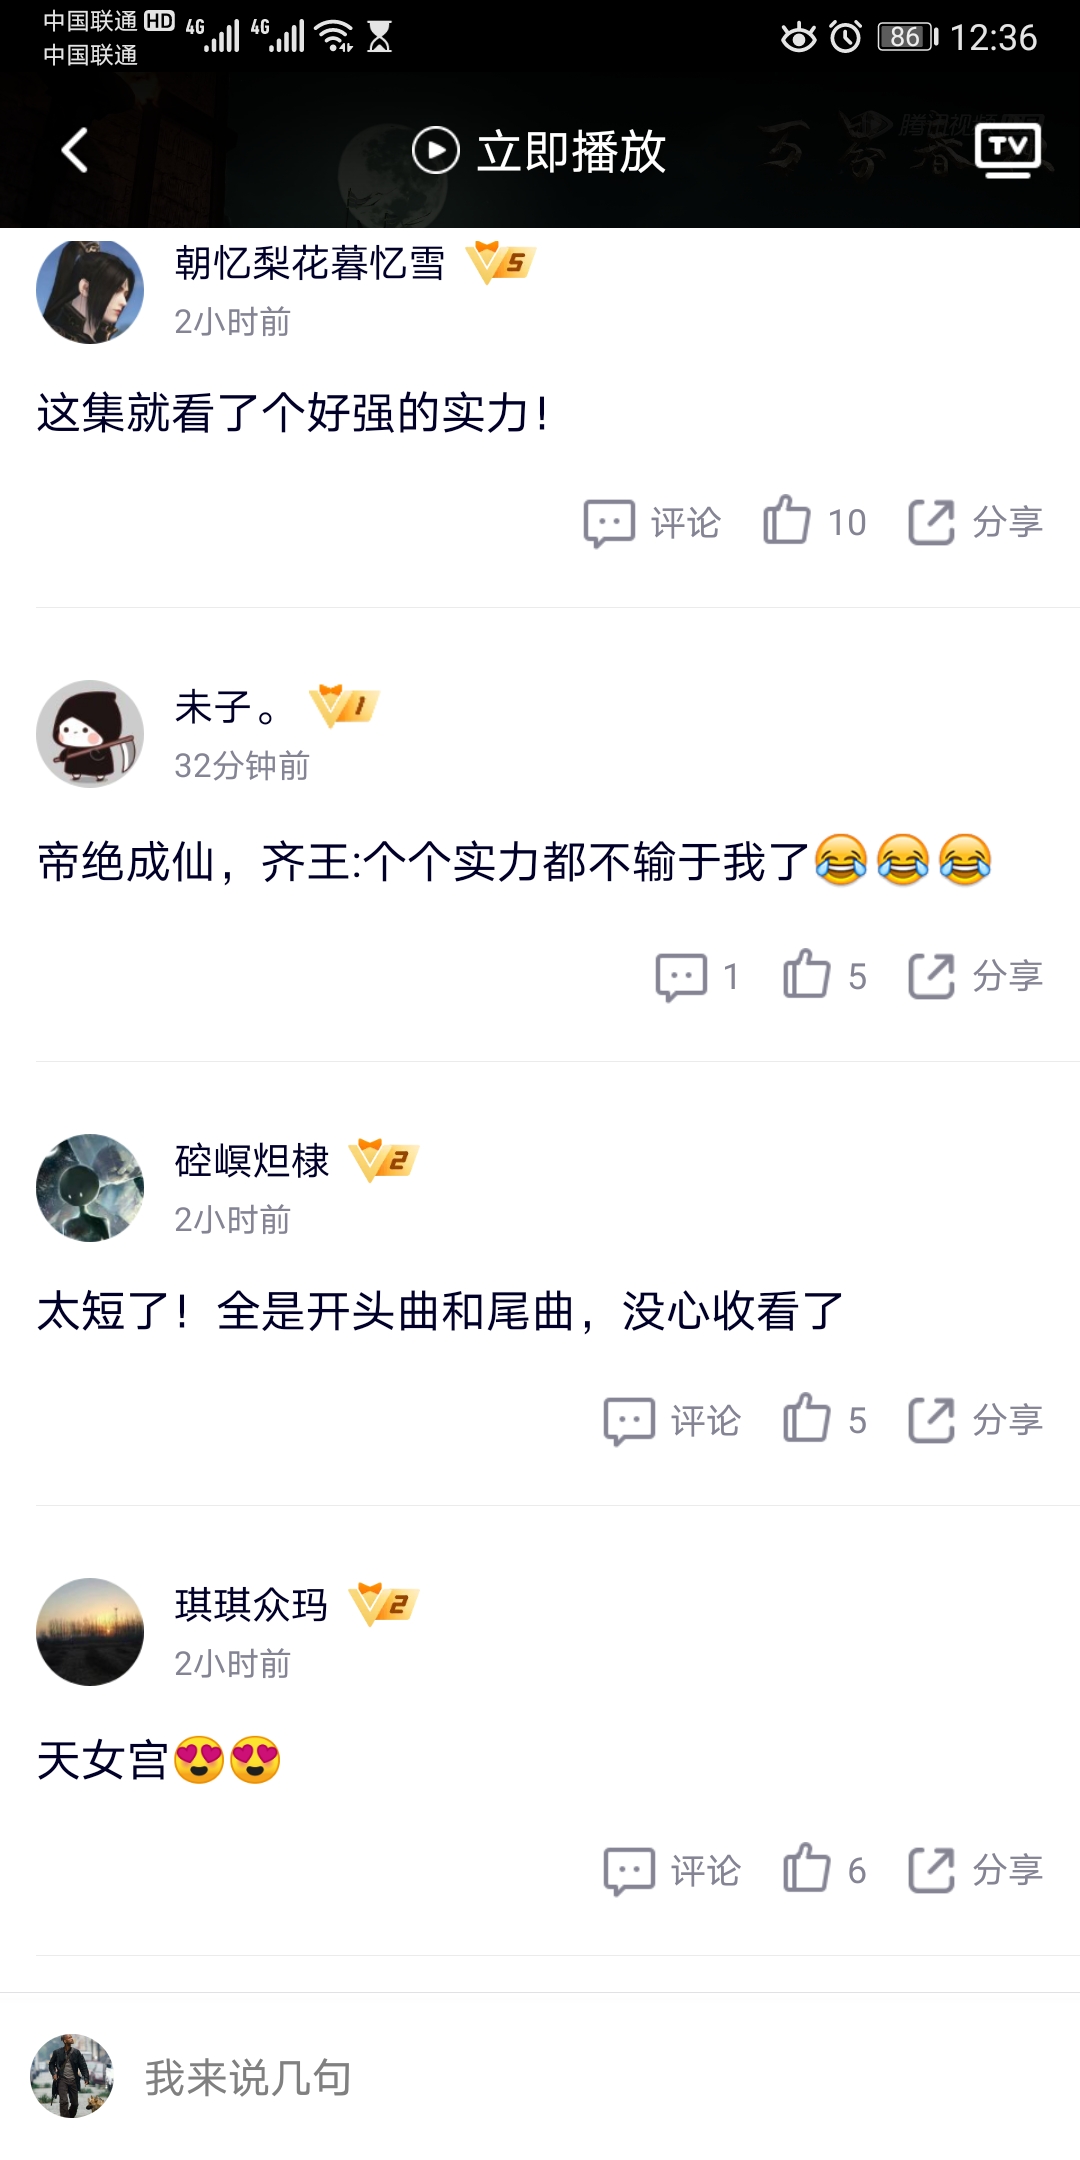 中国联通 HD 4G 4G 86 12:36
中国联通
立即播放
腾讯视频
TV
朝忆梨花暮忆雪 V5
2小时前
这集就看了个好强的实力！
评论 10 分享
未子。 V1
32分钟前
帝绝成仙，齐王:个个实力都不输于我了😂😂😂
1 5 分享
硿嵠炟棣 V2
2小时前
太短了！全是开头曲和尾曲，没心收看了
评论 5 分享
琪琪众玛 V2
2小时前
天女宫😍😍
评论 6 分享
我来说几句